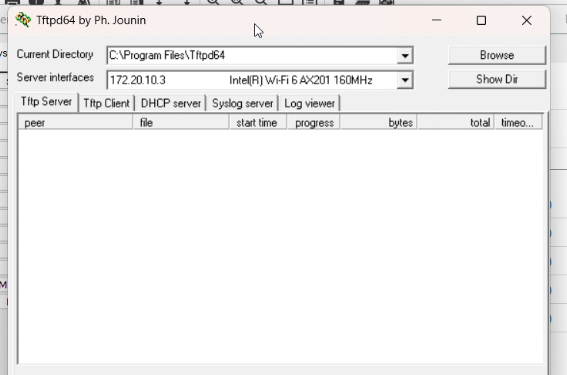 Tftpd64 by Ph. Jounin
Current Directory C:\Program Files\Tftpd64 Browse
Server interfaces 172.20.10.3 Intel(R) Wi-Fi 6 AX201 160MHz Show Dir
Tftp Server Tftp Client DHCP server Syslog server Log viewer
peer file start time progress bytes total timeo...